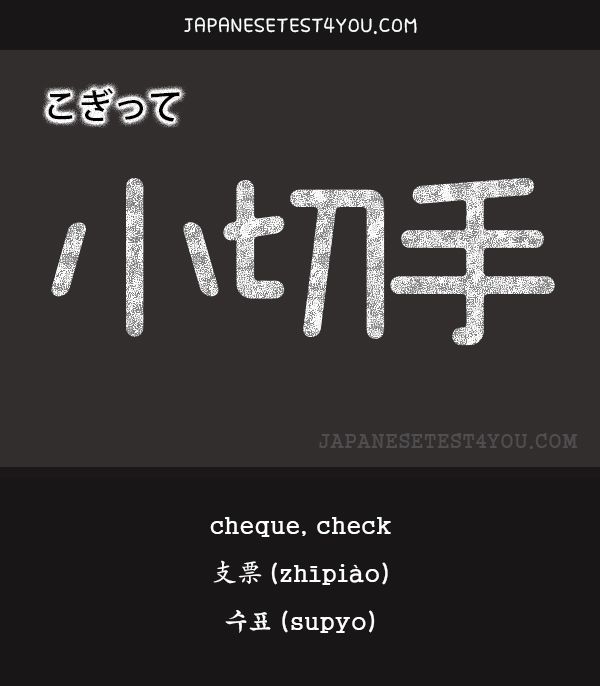 JAPANESETEST4YOU.COM
こぎって
小切手
JAPANESETEST4YOU.COM
cheque, check
支票 (zhīpiào)
수표 (supyo)